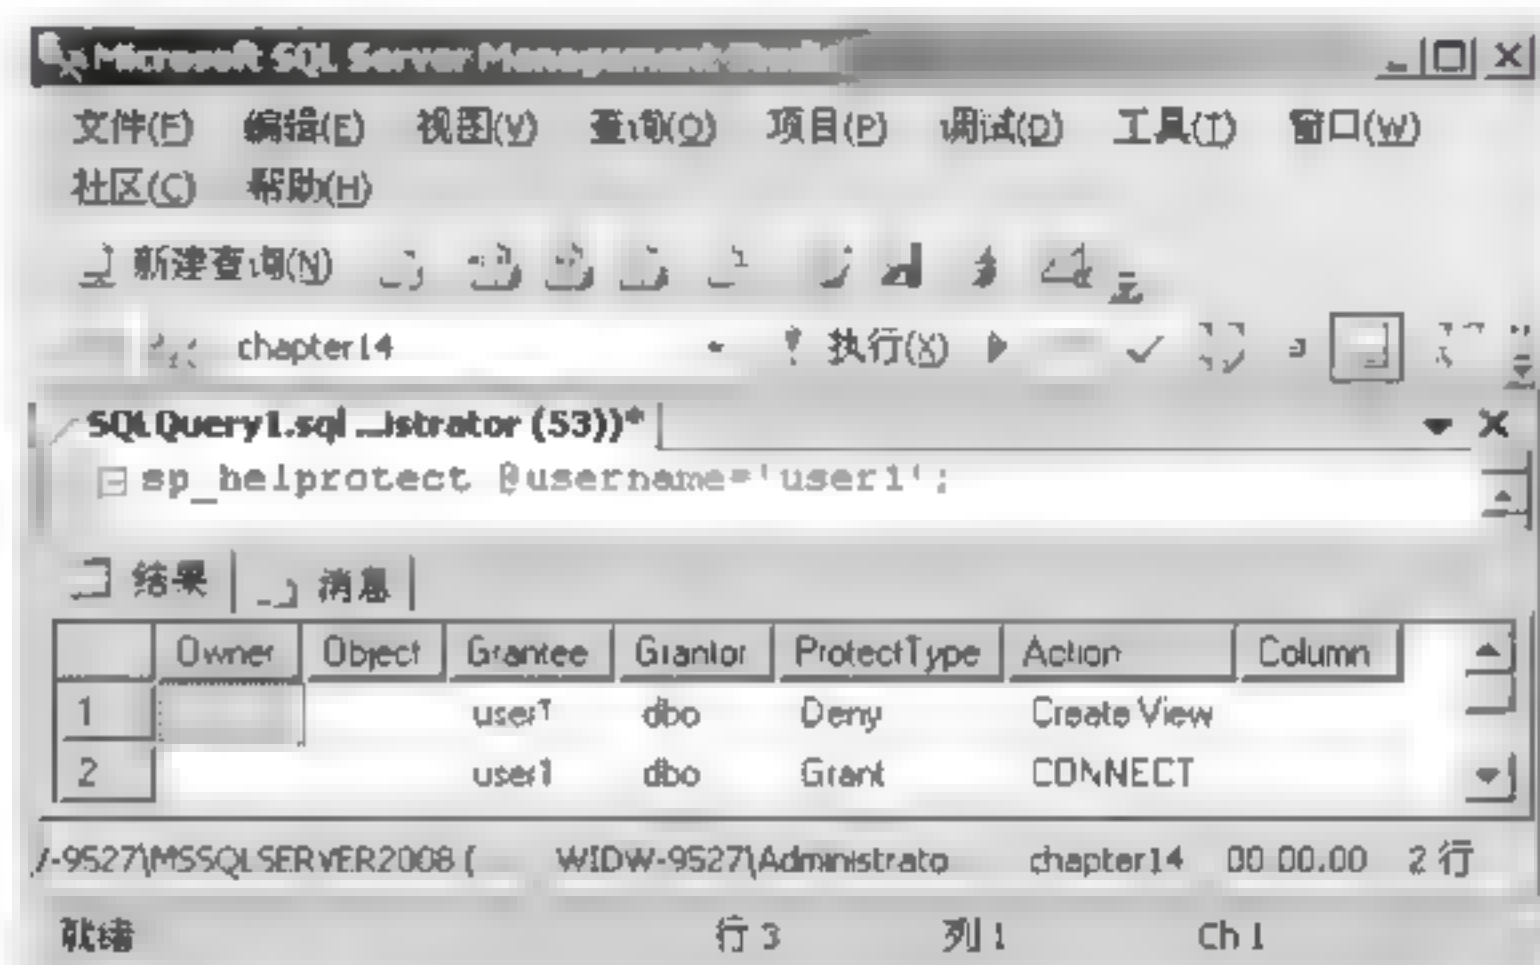 Microsoft SQL Server Management Studio
文件(F) 编辑(E) 视图(V) 查询(Q) 项目(P) 调试(D) 工具(T) 窗口(W)
社区(C) 帮助(H)
新建查询(N)
chapter14 执行(X)
SQLQuery1.sql ...istrator (53))*
sp_helprotect @username='user1';
结果 消息
Owner Object Grantee Grantor ProtectType Action Column
1 user1 dbo Deny Create View
2 user1 dbo Grant CONNECT
/-9527\MSSQLSERVER2008 ( WIDW-9527\Administrato chapter14 00:00:00 2 行
就绪 行 3 列 1 Ch 1